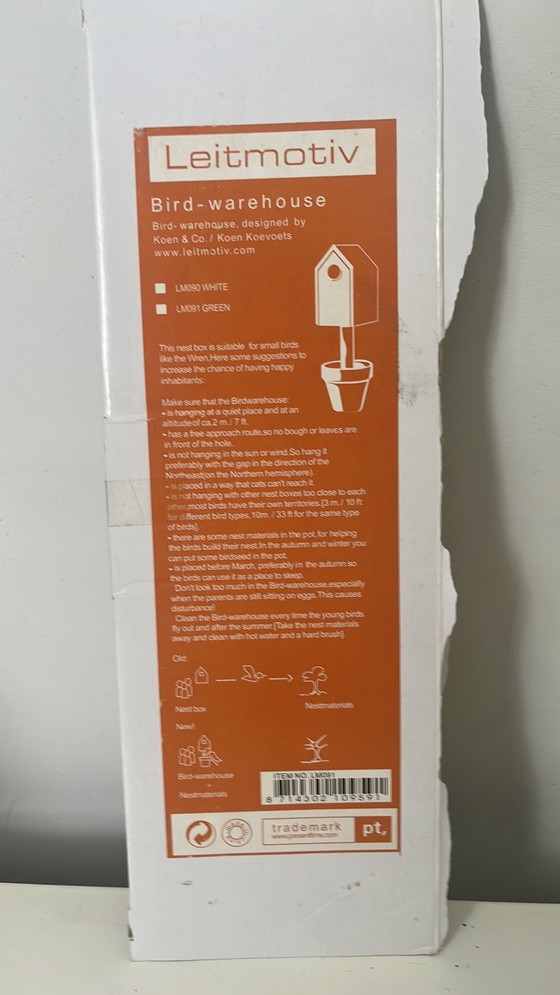 Leitmotiv
Bird-warehouse
Bird-warehouse, designed by
Koen & Co. / Koen Koevoets
www.leitmotiv.com
LM090 WHITE
LM091 GREEN
This nest box is suitable for small birds
like the Wren.Here some suggestions to
increase the chance of having happy
inhabitants:
Make sure that the Birdwarehouse:
- is hanging at a quiet place and at an
altitude of ca.2 m. / 7 ft.
- has a free approach route,so no bough or leaves are
in front of the hole.
- is not hanging in the sun or wind.So hang it
preferably with the gap in the direction of the
Northeast(on the Northern hemisphere).
- is placed in a way that cats can't reach it.
- is not hanging with other nest boxes too close to each
other,most birds have their own territories.[3 m. / 10 ft
for different bird types,10m. / 33 ft for the same type
of birds].
- there are some nest materials in the pot,for helping
the birds build their nest.In the autumn and winter you
can put some birdseed in the pot.
- is placed before March, preferably in the autumn so
the birds can use it as a place to sleep.
Don't look too much in the Bird-warehouse,especially
when the parents are still sitting on eggs.This causes
disturbance!
Clean the Bird-warehouse every time the young birds
fly out and after the summer.[Take the nest materials
away and clean with hot water and a hard brush].
Old:
Nest box
Nestmaterials
New!
Bird-warehouse
+
Nestmaterials
ITEM NO. LM091
8 714302 109591
trademark
www.presenttime.com
pt,